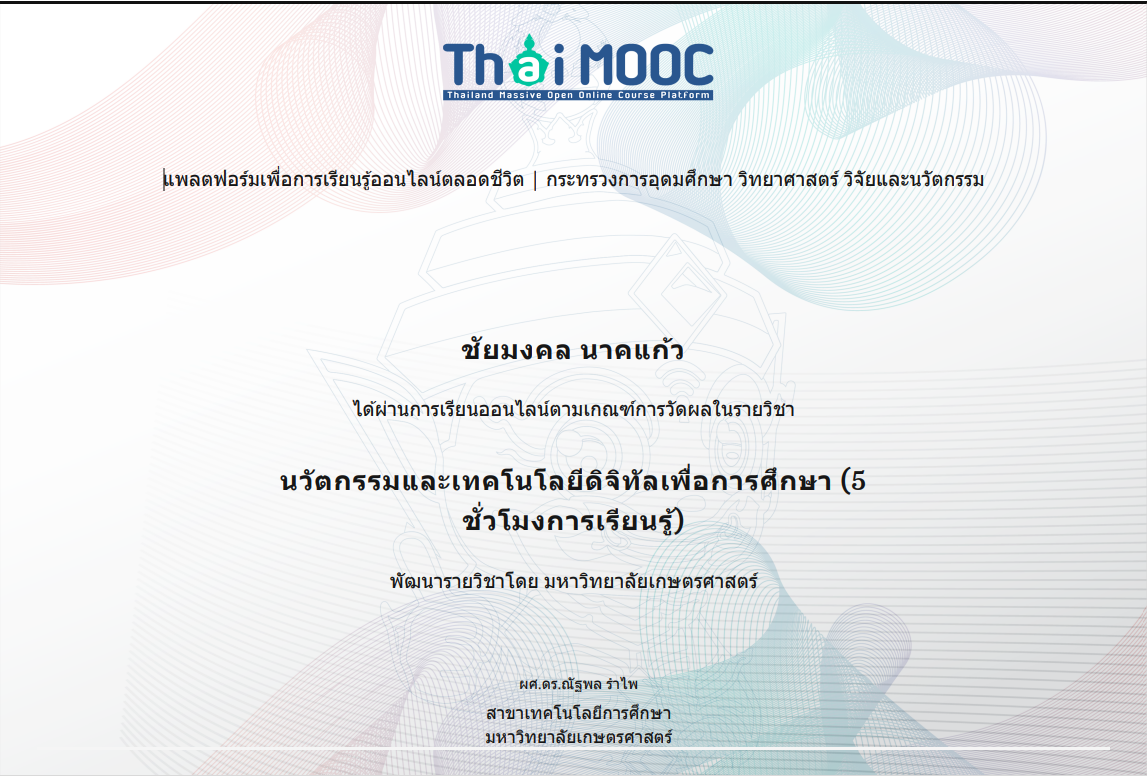 Thai MOOC
Thailand Massive Open Online Course Platform
แพลตฟอร์มเพื่อการเรียนรู้ออนไลน์ตลอดชีวิต | กระทรวงการอุดมศึกษา วิทยาศาสตร์ วิจัยและนวัตกรรม
ชัยมงคล นาคแก้ว
ได้ผ่านการเรียนออนไลน์ตามเกณฑ์การวัดผลในรายวิชา
นวัตกรรมและเทคโนโลยีดิจิทัลเพื่อการศึกษา (5
ชั่วโมงการเรียนรู้)
พัฒนารายวิชาโดย มหาวิทยาลัยเกษตรศาสตร์
ผศ.ดร.ณัฐพล รำไพ
สาขาเทคโนโลยีการศึกษา
มหาวิทยาลัยเกษตรศาสตร์